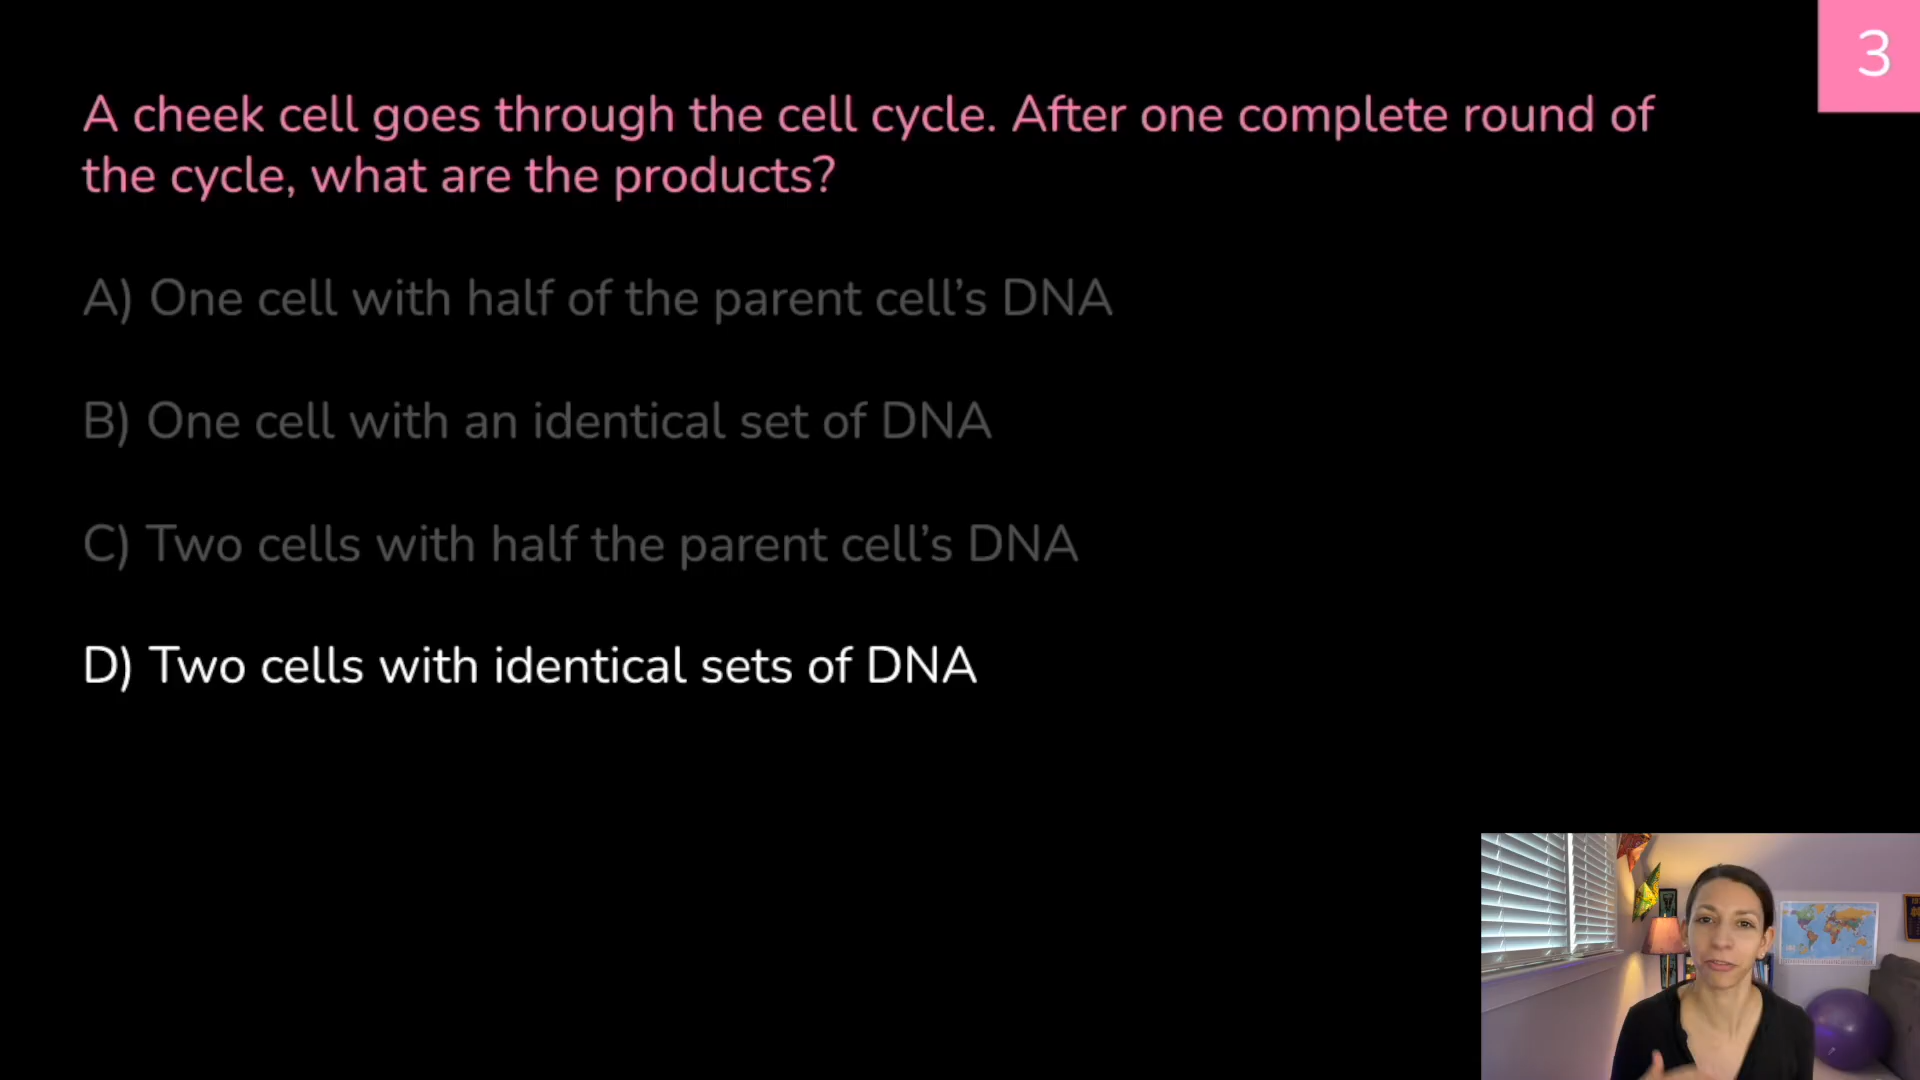 3
A cheek cell goes through the cell cycle. After one complete round of
the cycle, what are the products?
A) One cell with half of the parent cell’s DNA
B) One cell with an identical set of DNA
C) Two cells with half the parent cell’s DNA
D) Two cells with identical sets of DNA